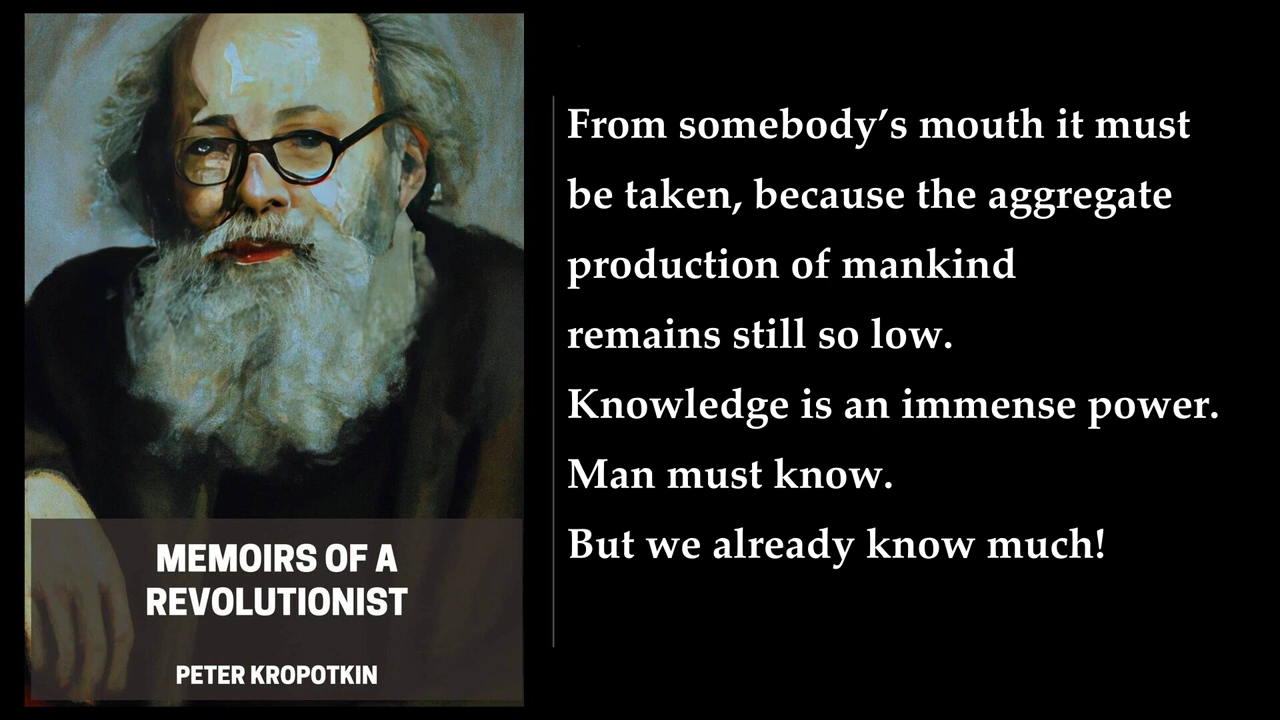 MEMOIRS OF A
REVOLUTIONIST
PETER KROPOTKIN
From somebody’s mouth it must
be taken, because the aggregate
production of mankind
remains still so low.
Knowledge is an immense power.
Man must know.
But we already know much!